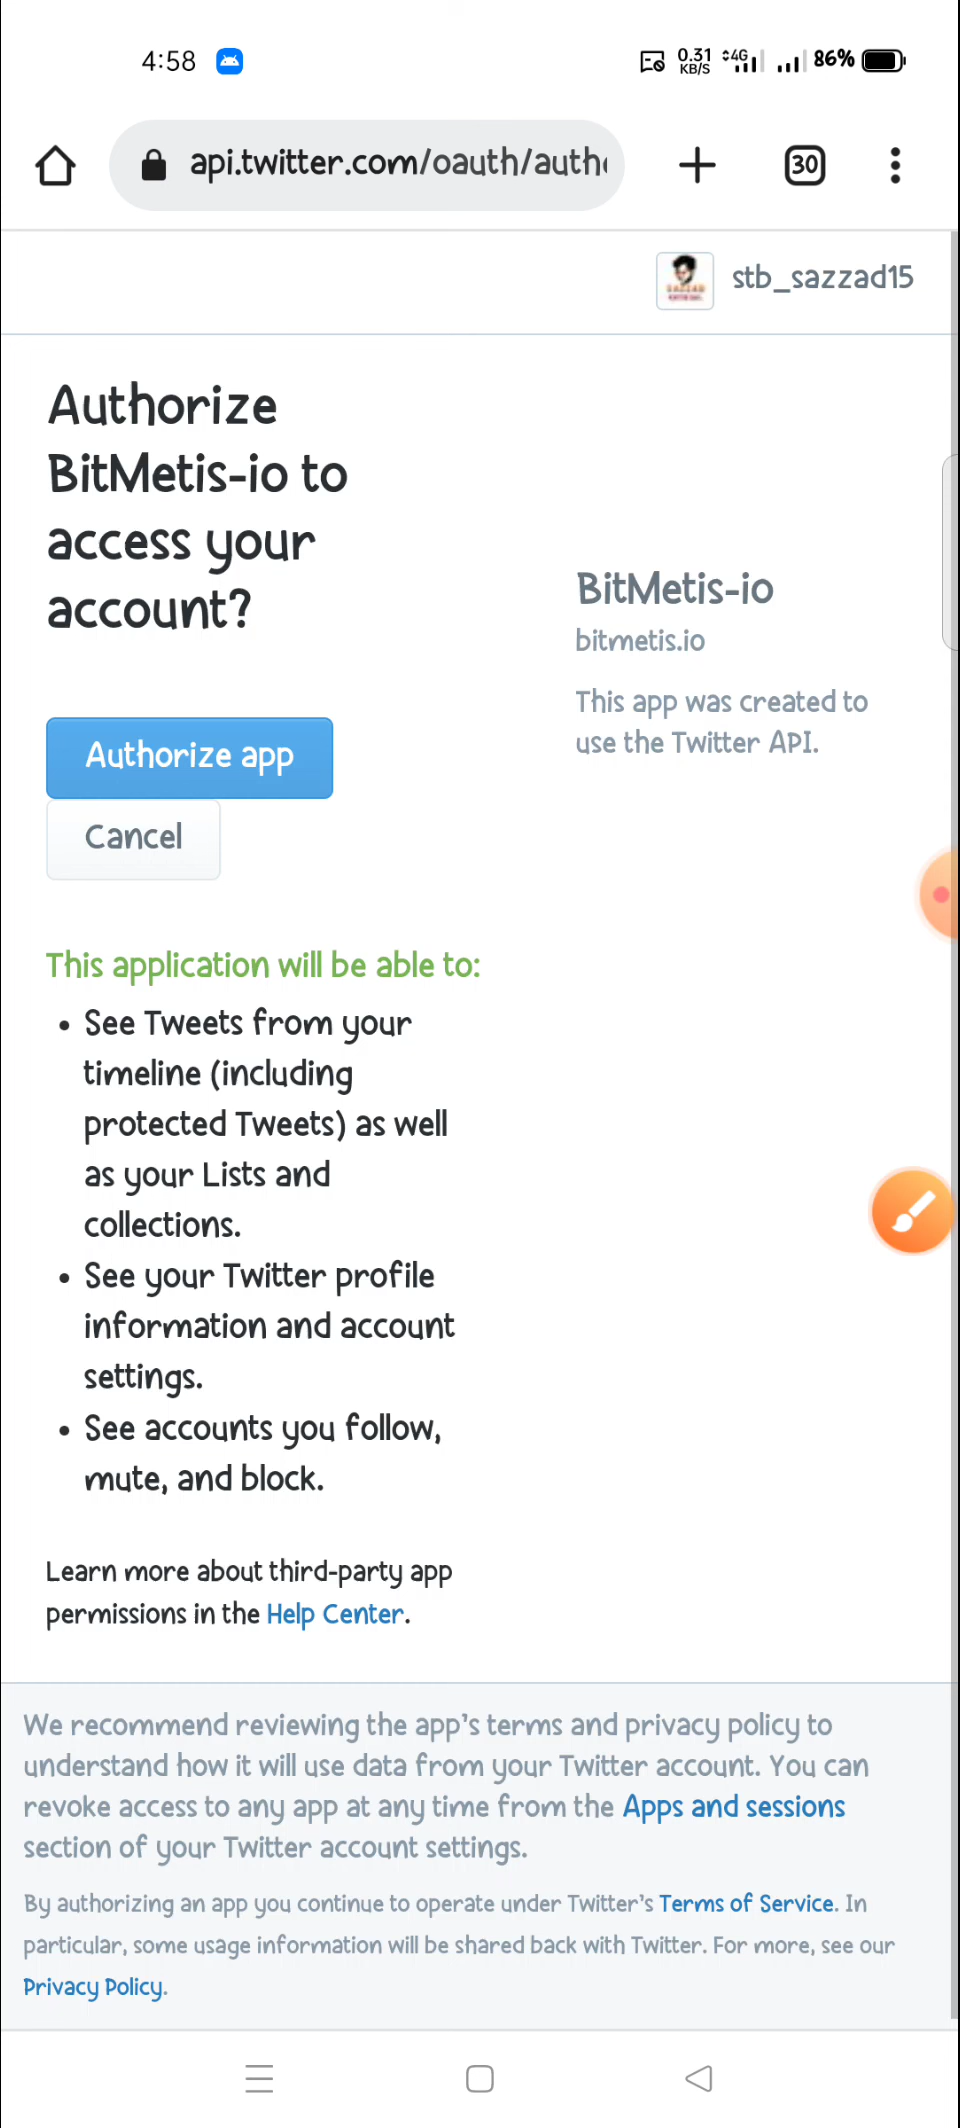 4:58
0.31
KB/S
4G
86%
api.twitter.com/oauth/auth
30
stb_sazzad15
Authorize
BitMetis-io to
access your
account?
BitMetis-io
bitmetis.io
This app was created to
use the Twitter API.
Authorize app
Cancel
This application will be able to:
• See Tweets from your
timeline (including
protected Tweets) as well
as your Lists and
collections.
• See your Twitter profile
information and account
settings.
• See accounts you follow,
mute, and block.
Learn more about third-party app
permissions in the Help Center.
We recommend reviewing the app's terms and privacy policy to
understand how it will use data from your Twitter account. You can
revoke access to any app at any time from the Apps and sessions
section of your Twitter account settings.
By authorizing an app you continue to operate under Twitter's Terms of Service. In
particular, some usage information will be shared back with Twitter. For more, see our
Privacy Policy.